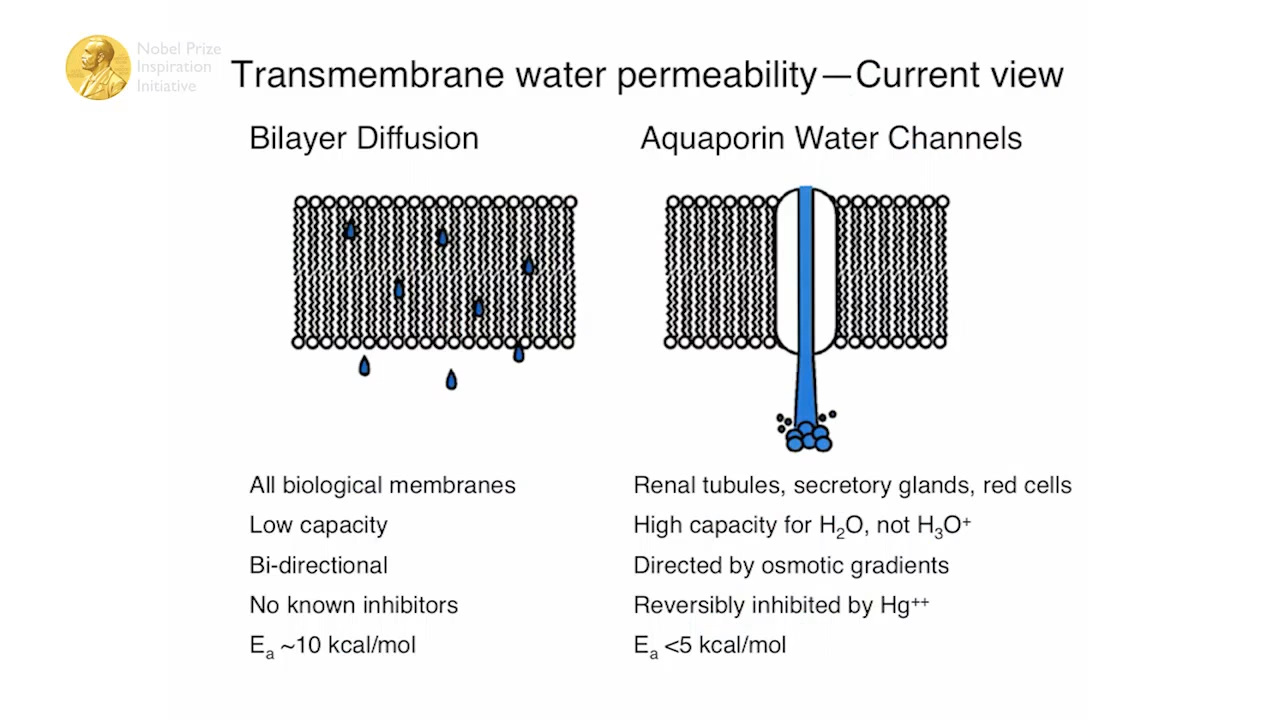 Nobel Prize
Inspiration
Initiative
Transmembrane water permeability—Current view
Bilayer Diffusion
Aquaporin Water Channels
All biological membranes
Low capacity
Bi-directional
No known inhibitors
Eₐ ~10 kcal/mol
Renal tubules, secretory glands, red cells
High capacity for H₂O, not H₃O⁺
Directed by osmotic gradients
Reversibly inhibited by Hg⁺⁺
Eₐ <5 kcal/mol